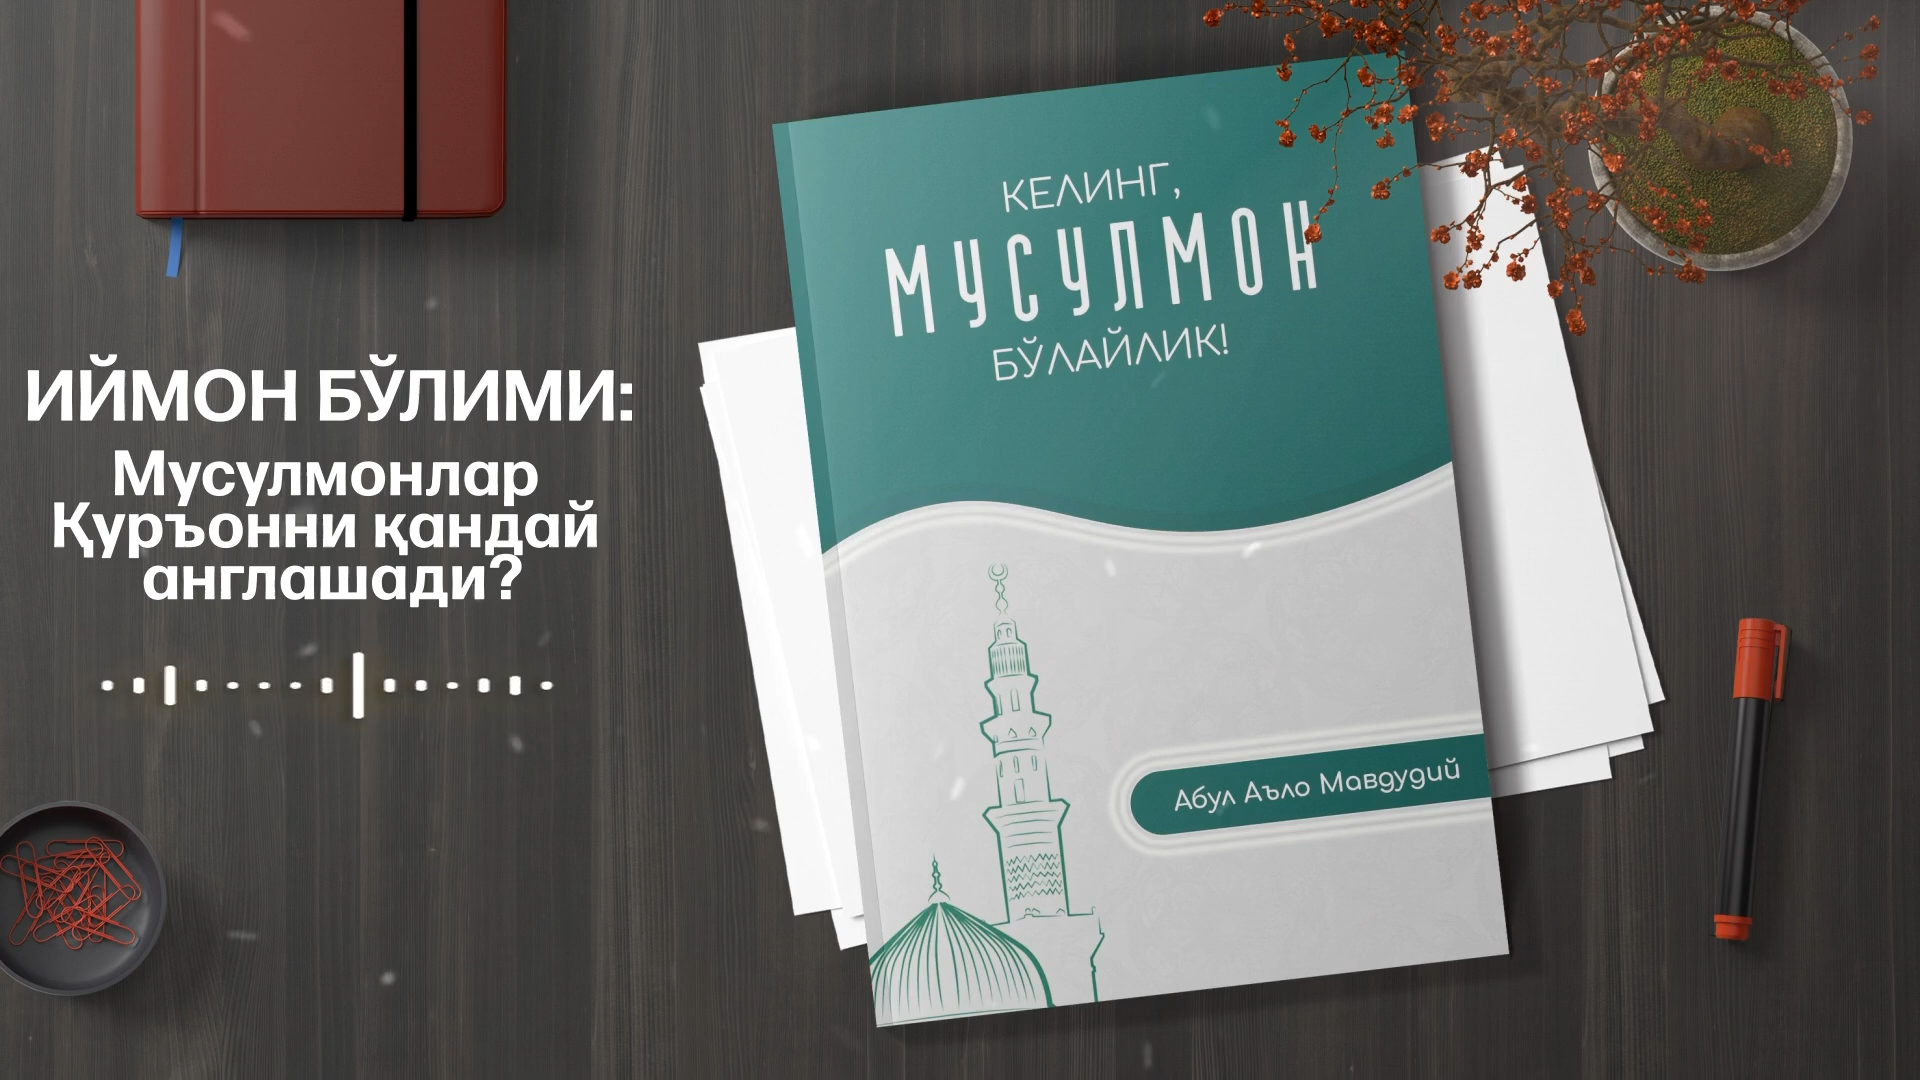 ИЙМОН БЎЛИМИ:
Мусулмонлар
Қуръонни қандай
англашади?
КЕЛИНГ,
МУСУЛМОН
БЎЛАЙЛИК!
Абул Аъло Мавдудий